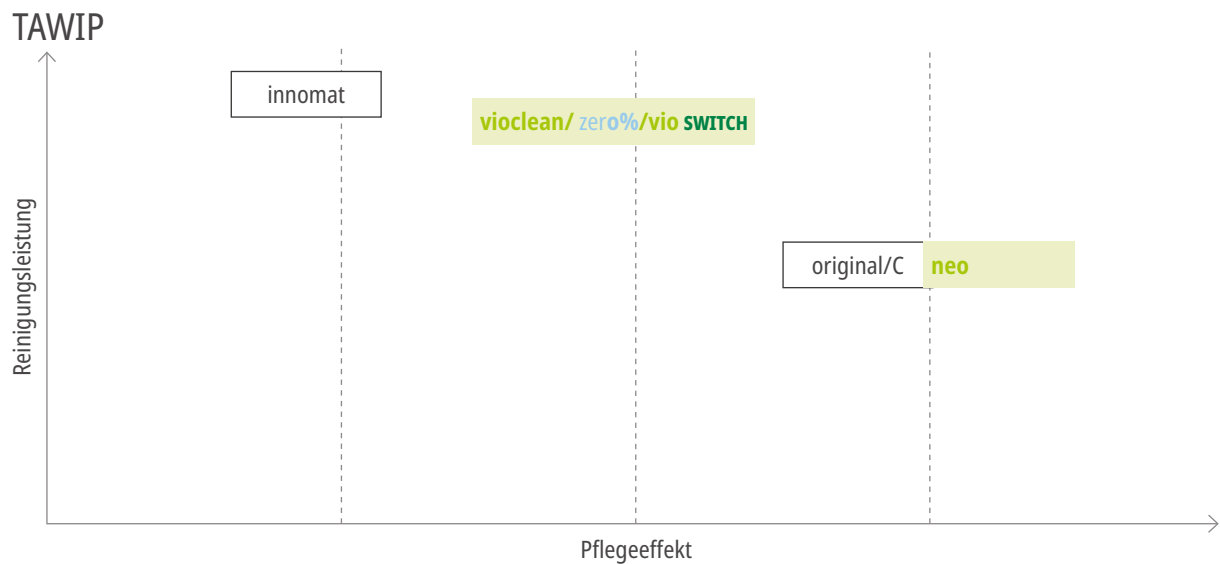 TAWIP
innomat
vioclean/ zero%/vio SWITCH
original/C
neo
Reinigungsleistung
Pflegeeffekt